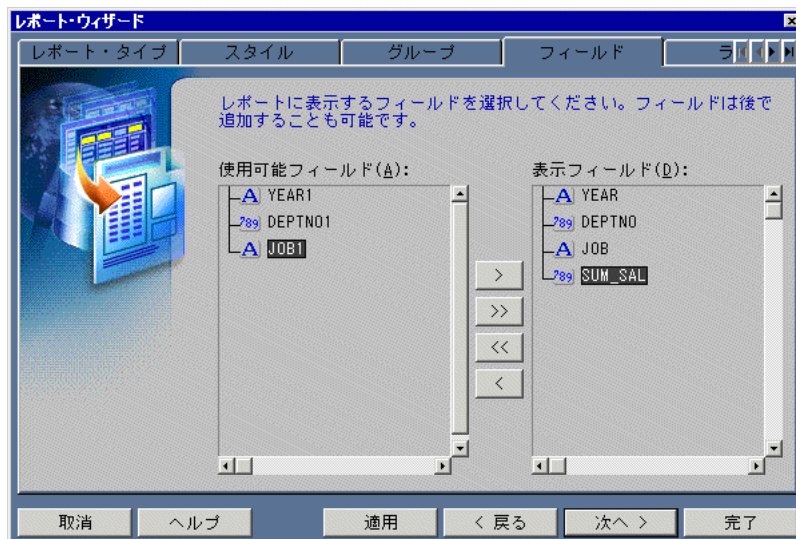 レポート・ウィザード
レポート・タイプ スタイル グループ フィールド ラ
レポートに表示するフィールドを選択してください。フィールドは後で
追加することも可能です。
使用可能フィールド(A):
YEAR1
DEPTNO1
JOB1
>
>>
<<
<
表示フィールド(D):
YEAR
DEPTNO
JOB
SUM_SAL
取消 ヘルプ 適用 < 戻る 次へ > 完了